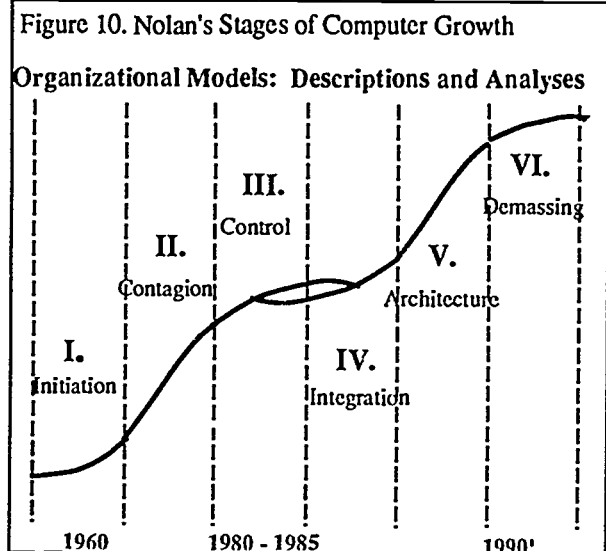 Figure 10. Nolan's Stages of Computer Growth
Organizational Models: Descriptions and Analyses
I.
Initiation
II.
Contagion
III.
Control
IV.
Integration
V.
Architecture
VI.
Demassing
1960 1980 - 1985 1990'